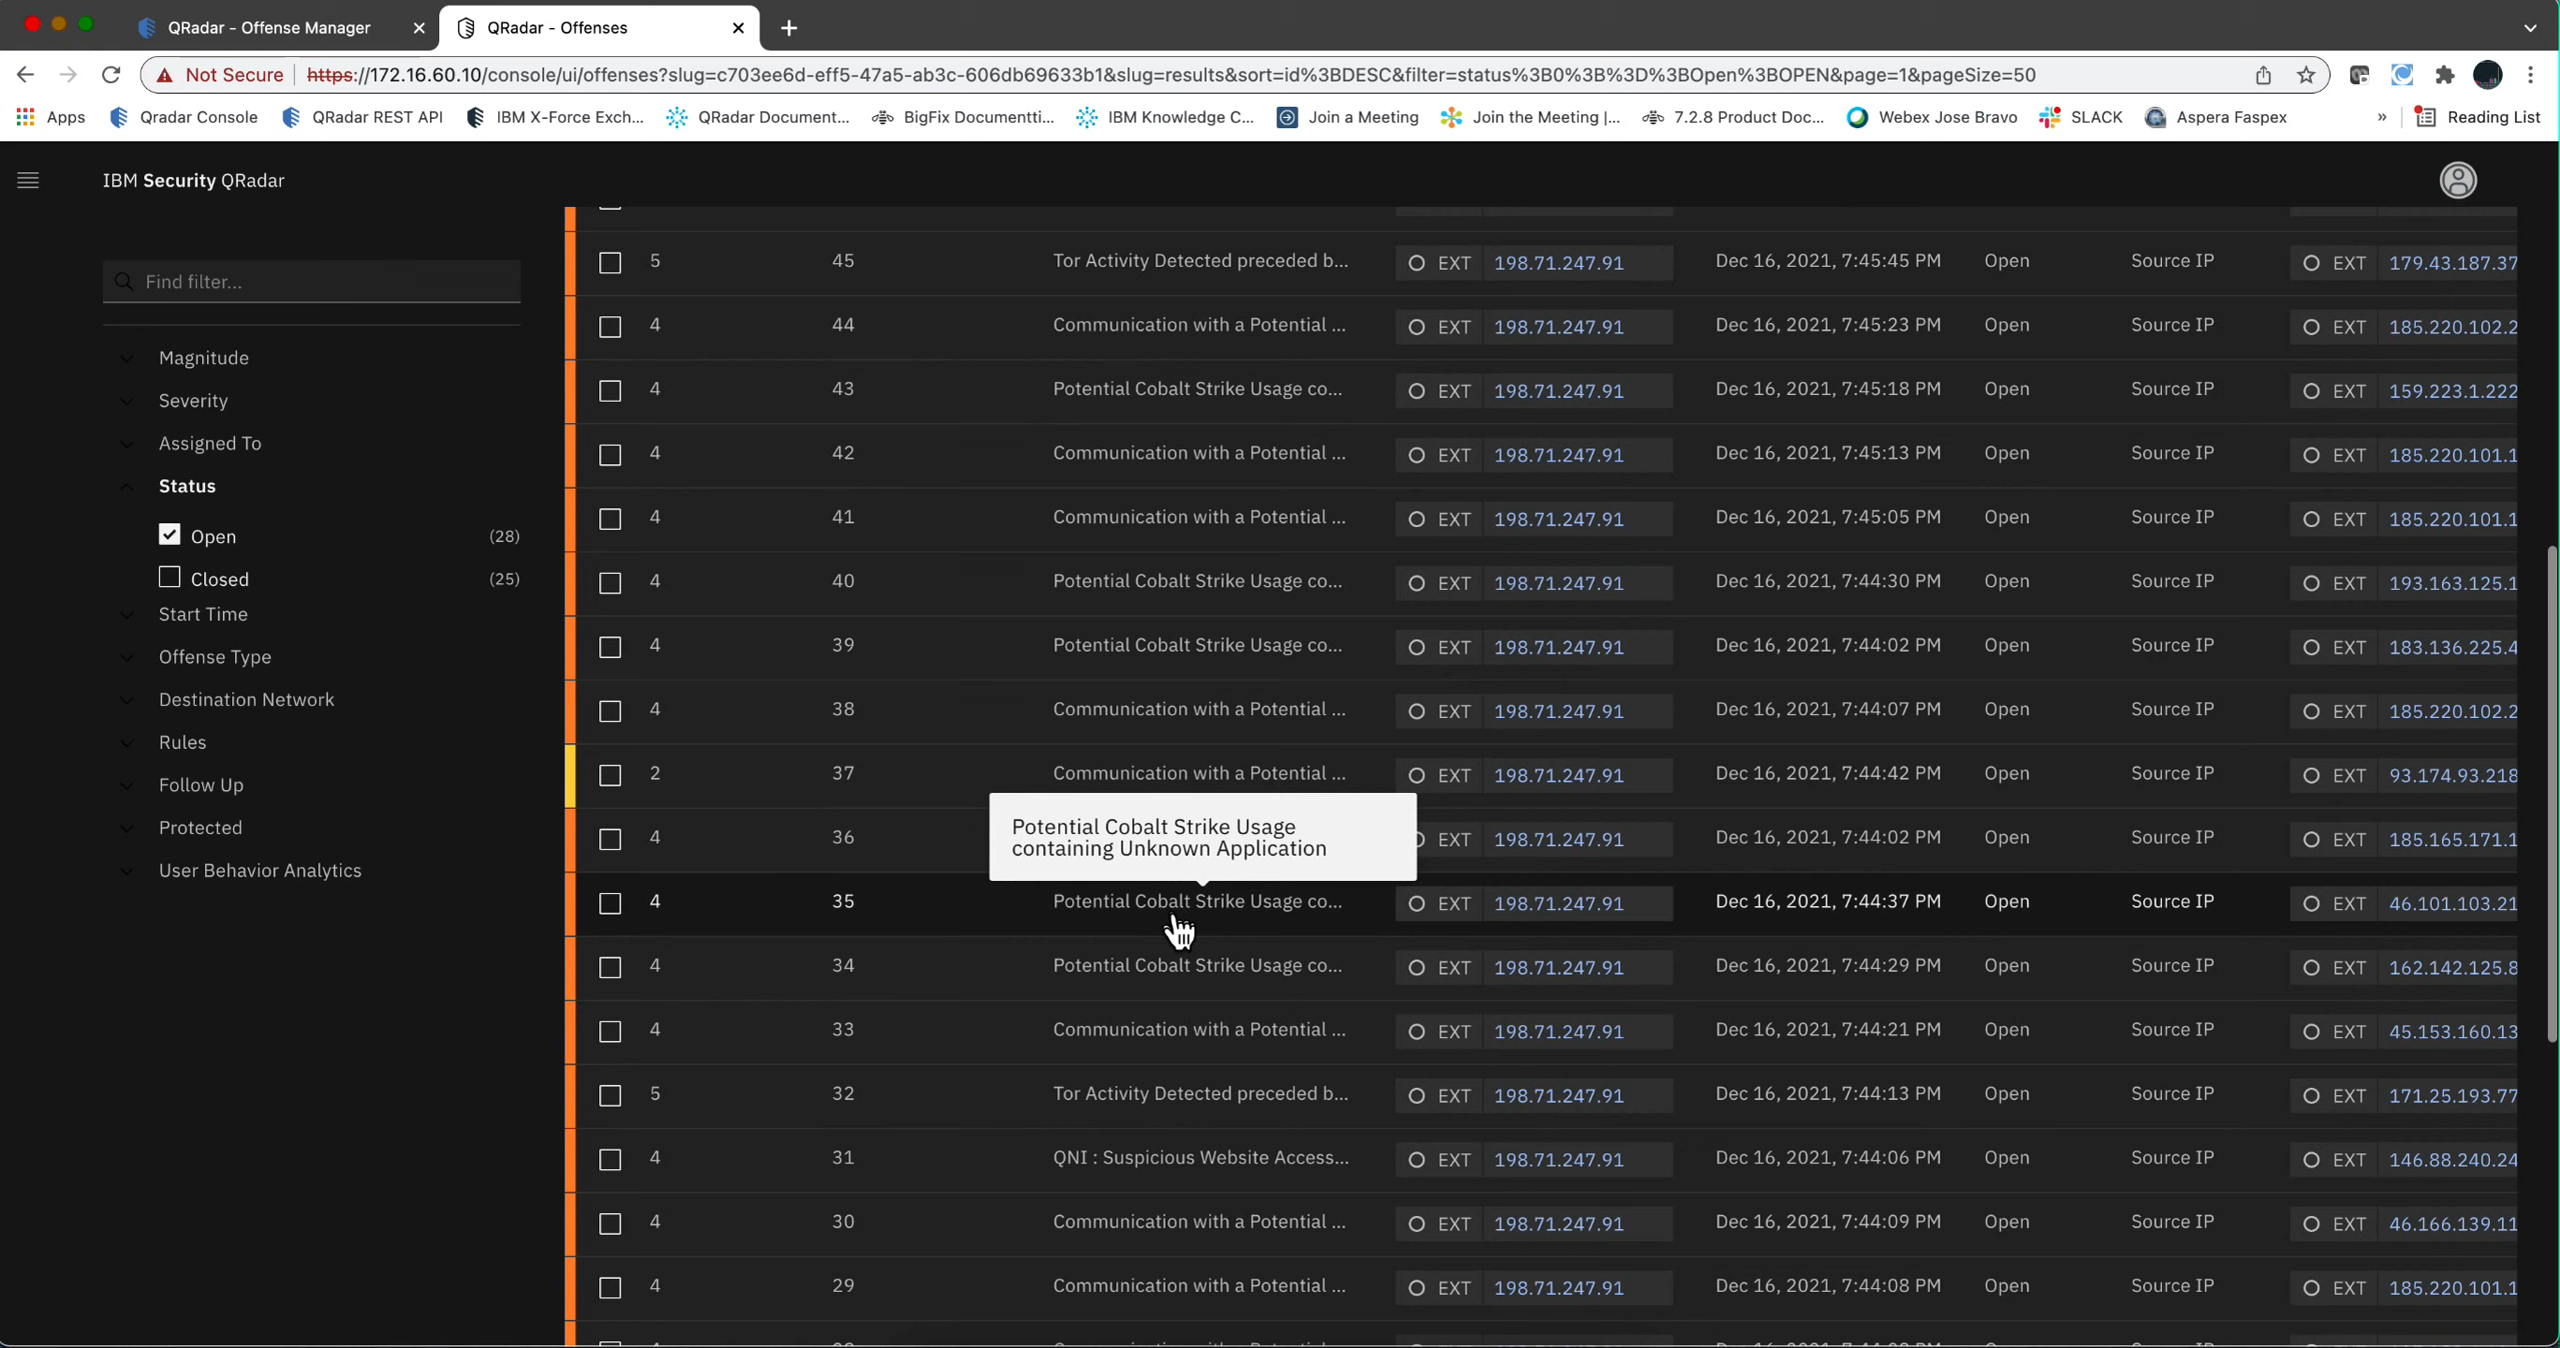 QRadar - Offense Manager
QRadar - Offenses
Not Secure https://172.16.60.10/console/ui/offenses?slug=c703ee6d-eff5-47a5-ab3c-606db69633b1&slug=results&sort=id%3BDESC&filter=status%3B0%3B%3D%3BOpen%3BOPEN&page=1&pageSize=50
Apps QRadar Console QRadar REST API IBM X-Force Exch... QRadar Document... BigFix Documentti... IBM Knowledge C... Join a Meeting Join the Meeting |... 7.2.8 Product Doc... Webex Jose Bravo SLACK Aspera Faspex » Reading List
IBM Security QRadar
Find filter...
Magnitude
Severity
Assigned To
Status
Open (28)
Closed (25)
Start Time
Offense Type
Destination Network
Rules
Follow Up
Protected
User Behavior Analytics
5 45 Tor Activity Detected preceded b... EXT 198.71.247.91 Dec 16, 2021, 7:45:45 PM Open Source IP EXT 179.43.187.37
4 44 Communication with a Potential ... EXT 198.71.247.91 Dec 16, 2021, 7:45:23 PM Open Source IP EXT 185.220.102.2
4 43 Potential Cobalt Strike Usage co... EXT 198.71.247.91 Dec 16, 2021, 7:45:18 PM Open Source IP EXT 159.223.1.222
4 42 Communication with a Potential ... EXT 198.71.247.91 Dec 16, 2021, 7:45:13 PM Open Source IP EXT 185.220.101.1
4 41 Communication with a Potential ... EXT 198.71.247.91 Dec 16, 2021, 7:45:05 PM Open Source IP EXT 185.220.101.1
4 40 Potential Cobalt Strike Usage co... EXT 198.71.247.91 Dec 16, 2021, 7:44:30 PM Open Source IP EXT 193.163.125.1
4 39 Potential Cobalt Strike Usage co... EXT 198.71.247.91 Dec 16, 2021, 7:44:02 PM Open Source IP EXT 183.136.225.4
4 38 Communication with a Potential ... EXT 198.71.247.91 Dec 16, 2021, 7:44:07 PM Open Source IP EXT 185.220.102.2
2 37 Communication with a Potential ... EXT 198.71.247.91 Dec 16, 2021, 7:44:42 PM Open Source IP EXT 93.174.93.218
Potential Cobalt Strike Usage
containing Unknown Application
4 36 EXT 198.71.247.91 Dec 16, 2021, 7:44:02 PM Open Source IP EXT 185.165.171.1
4 35 Potential Cobalt Strike Usage co... EXT 198.71.247.91 Dec 16, 2021, 7:44:37 PM Open Source IP EXT 46.101.103.21
4 34 Potential Cobalt Strike Usage co... EXT 198.71.247.91 Dec 16, 2021, 7:44:29 PM Open Source IP EXT 162.142.125.8
4 33 Communication with a Potential ... EXT 198.71.247.91 Dec 16, 2021, 7:44:21 PM Open Source IP EXT 45.153.160.13
5 32 Tor Activity Detected preceded b... EXT 198.71.247.91 Dec 16, 2021, 7:44:13 PM Open Source IP EXT 171.25.193.77
4 31 QNI : Suspicious Website Access... EXT 198.71.247.91 Dec 16, 2021, 7:44:06 PM Open Source IP EXT 146.88.240.24
4 30 Communication with a Potential ... EXT 198.71.247.91 Dec 16, 2021, 7:44:09 PM Open Source IP EXT 46.166.139.11
4 29 Communication with a Potential ... EXT 198.71.247.91 Dec 16, 2021, 7:44:08 PM Open Source IP EXT 185.220.101.1